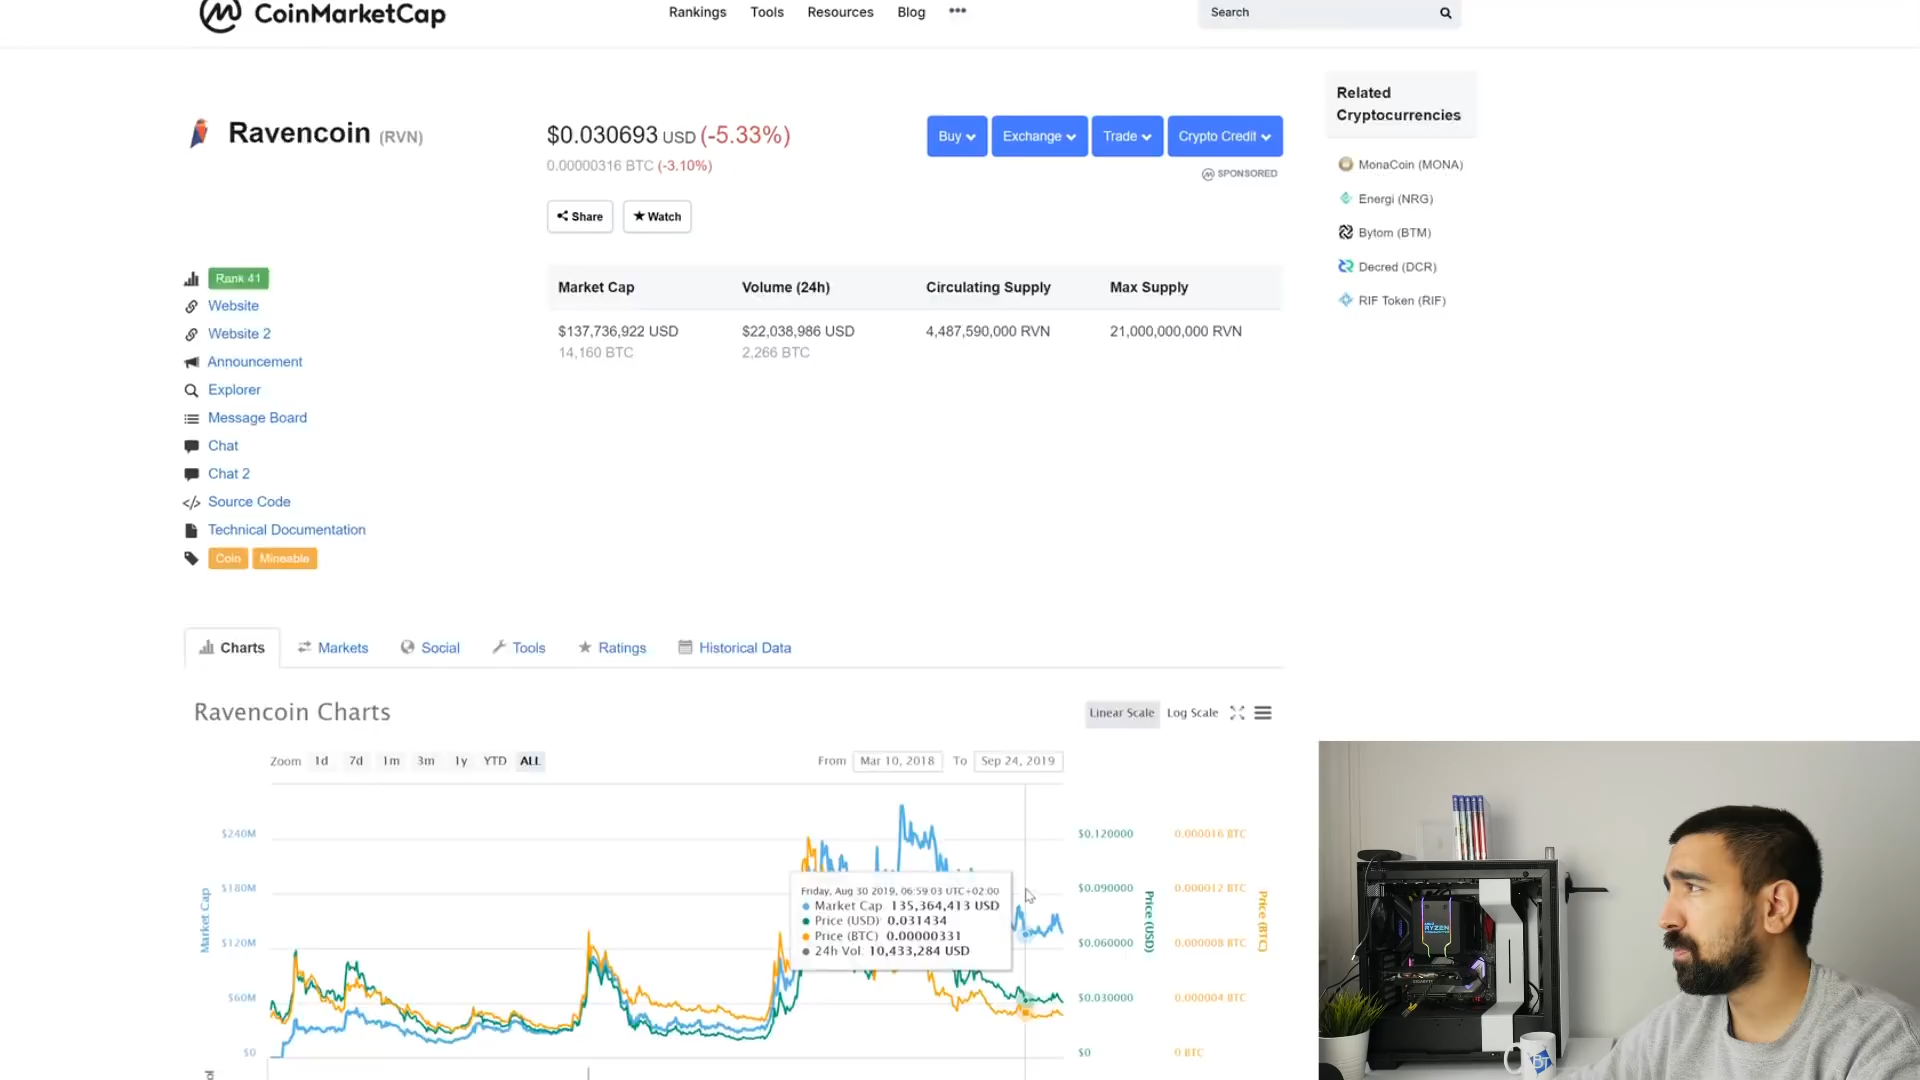 CoinMarketCap
Rankings Tools Resources Blog •••
Search
Ravencoin (RVN)
$0.030693 USD (-5.33%)
0.00000316 BTC (-3.10%)
Buy Exchange Trade Crypto Credit
SPONSORED
Share Watch
Related
Cryptocurrencies
MonaCoin (MONA)
Energi (NRG)
Bytom (BTM)
Decred (DCR)
RIF Token (RIF)
Rank 41
Website
Website 2
Announcement
Explorer
Message Board
Chat
Chat 2
Source Code
Technical Documentation
Coin Mineable
Market Cap Volume (24h) Circulating Supply Max Supply
$137,736,922 USD $22,038,986 USD 4,487,590,000 RVN 21,000,000,000 RVN
14,160 BTC 2,266 BTC
Charts Markets Social Tools Ratings Historical Data
Ravencoin Charts
Linear Scale Log Scale
Zoom 1d 7d 1m 3m 1y YTD ALL
From Mar 10, 2018 To Sep 24, 2019
$240M $0.120000 0.000016 BTC
$180M $0.090000 0.000012 BTC
$120M $0.060000 0.000008 BTC
$60M $0.030000 0.000004 BTC
$0 $0 0 BTC
Market Cap
Price (USD)
Price (BTC)
Friday, Aug 30 2019, 06:59:03 UTC+02:00
Market Cap 135,364,413 USD
Price (USD) 0.031434
Price (BTC) 0.00000331
24h Vol 10,433,284 USD
RYZEN
BT